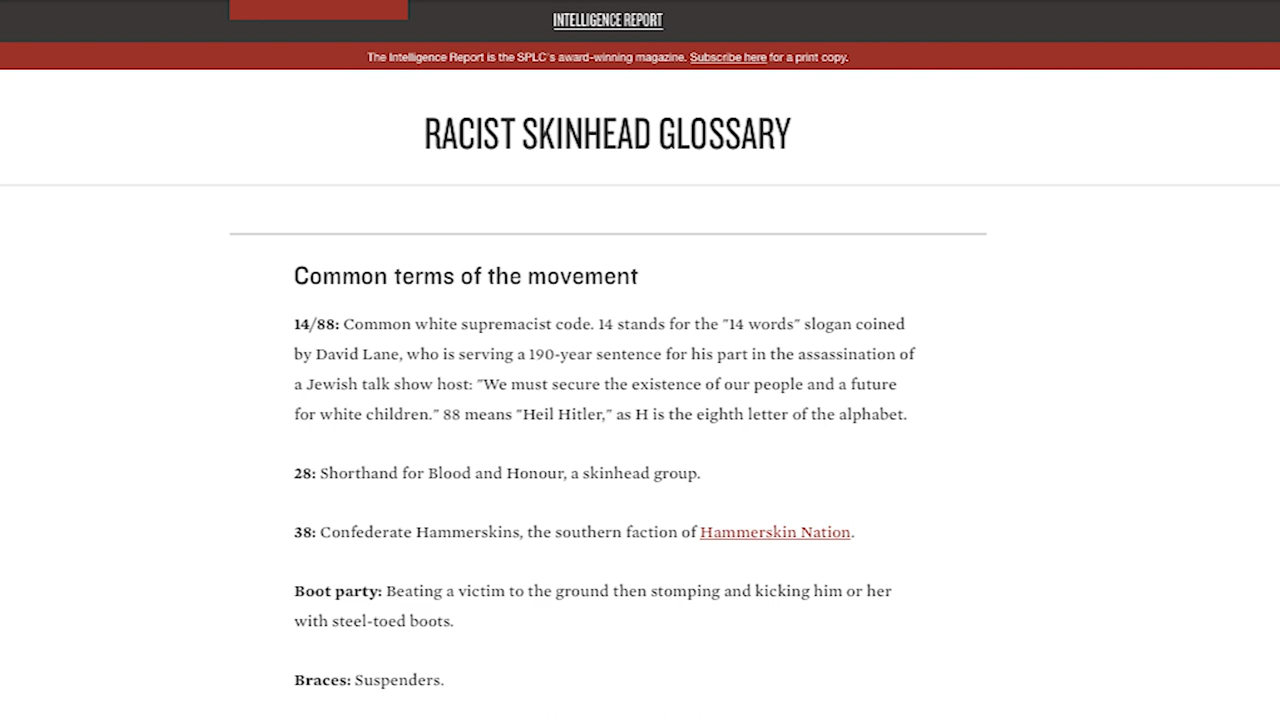 INTELLIGENCE REPORT
The Intelligence Report is the SPLC's award-winning magazine. Subscribe here for a print copy.
RACIST SKINHEAD GLOSSARY
Common terms of the movement
14/88: Common white supremacist code. 14 stands for the "14 words" slogan coined
by David Lane, who is serving a 190-year sentence for his part in the assassination of
a Jewish talk show host: "We must secure the existence of our people and a future
for white children." 88 means "Heil Hitler," as H is the eighth letter of the alphabet.
28: Shorthand for Blood and Honour, a skinhead group.
38: Confederate Hammerskins, the southern faction of Hammerskin Nation.
Boot party: Beating a victim to the ground then stomping and kicking him or her
with steel-toed boots.
Braces: Suspenders.